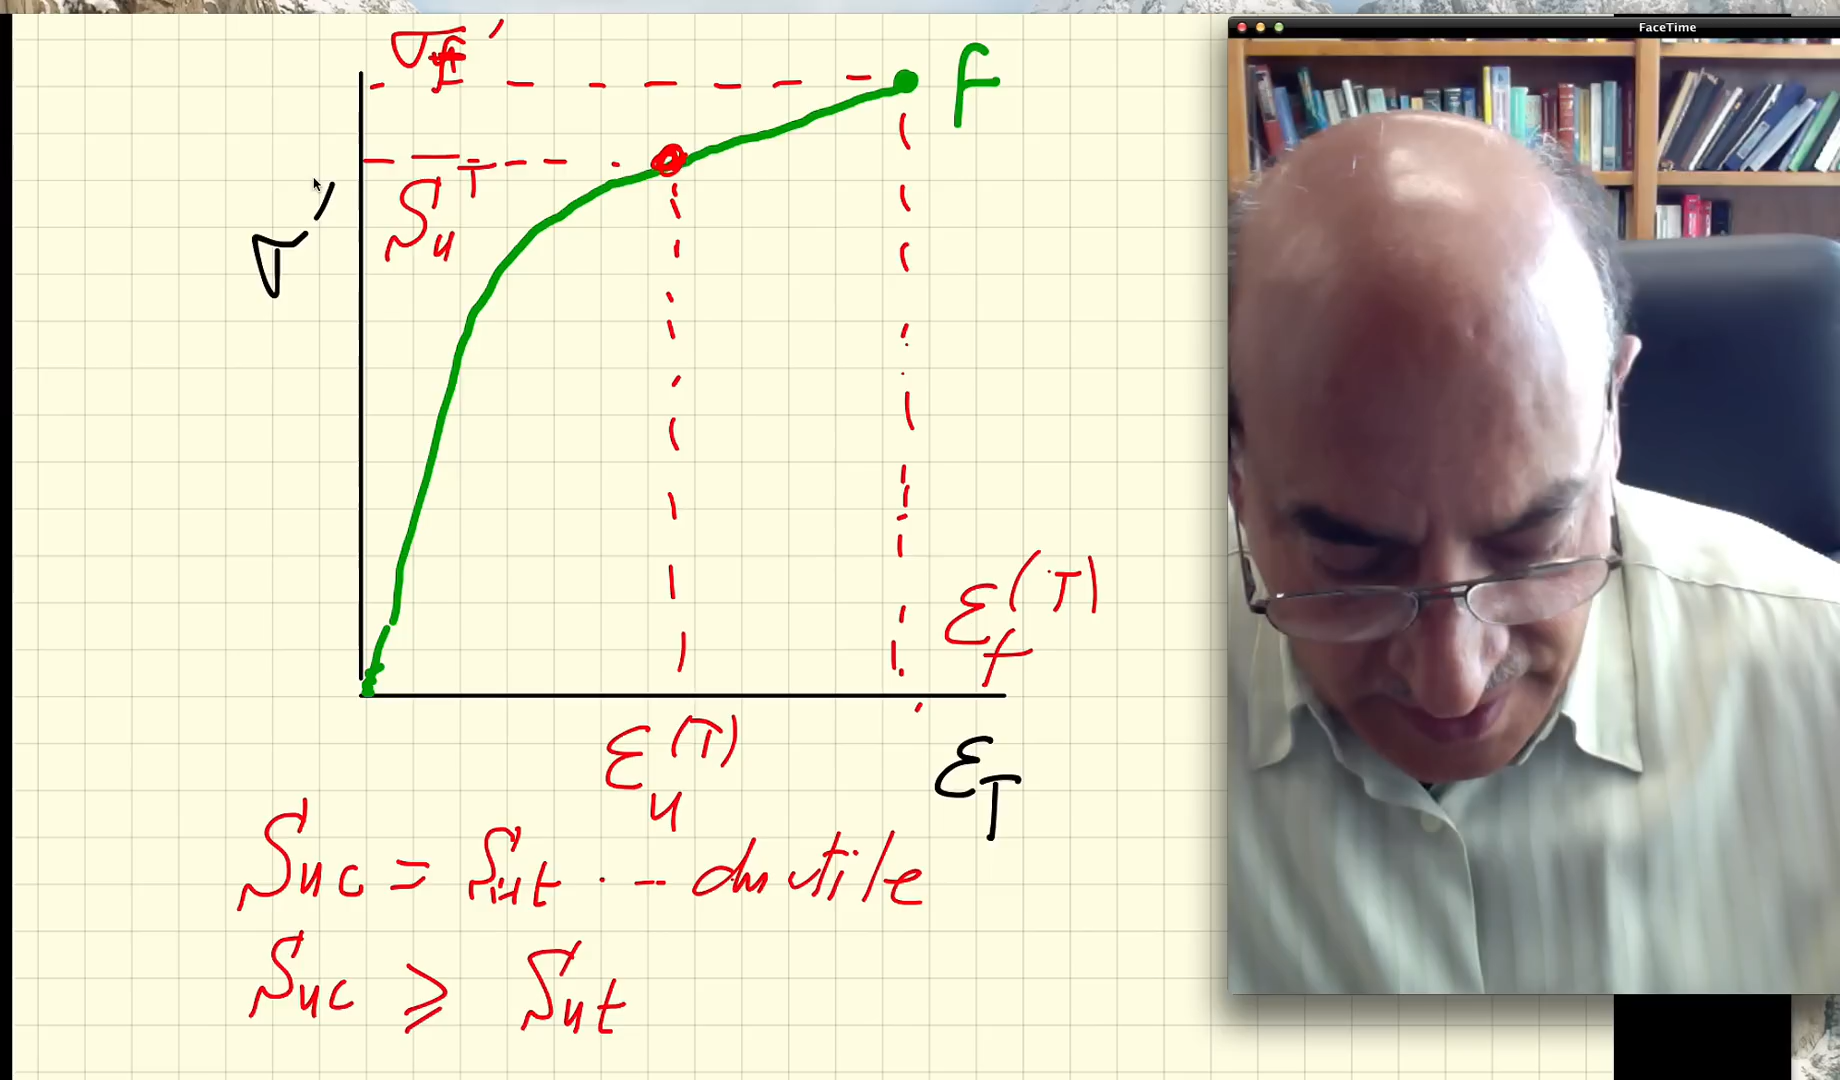 FaceTime
σf′
F
Su^T
σ′
εf^(T)
εu^(T)
εT
Suc = Sut -- ductile
Suc ⩾ Sut